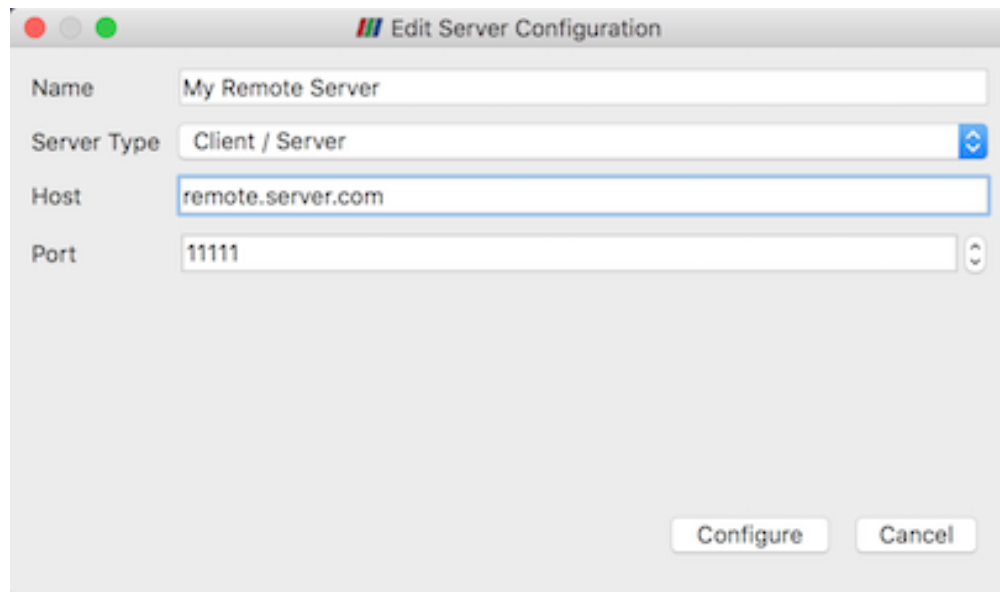 Edit Server Configuration
Name My Remote Server
Server Type Client / Server
Host remote.server.com
Port 11111
Configure Cancel